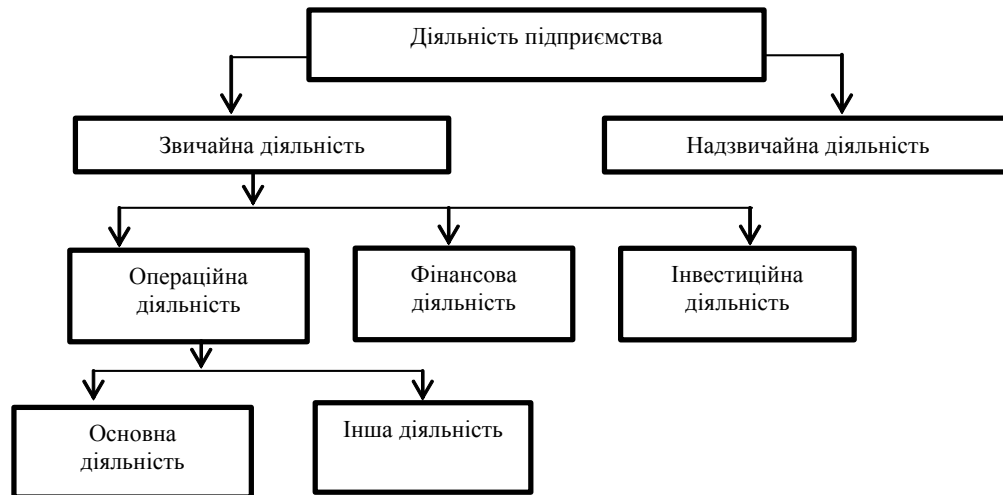 Діяльність підприємства
Звичайна діяльність
Надзвичайна діяльність
Операційна
діяльність
Фінансова
діяльність
Інвестиційна
діяльність
Основна
діяльність
Інша діяльність